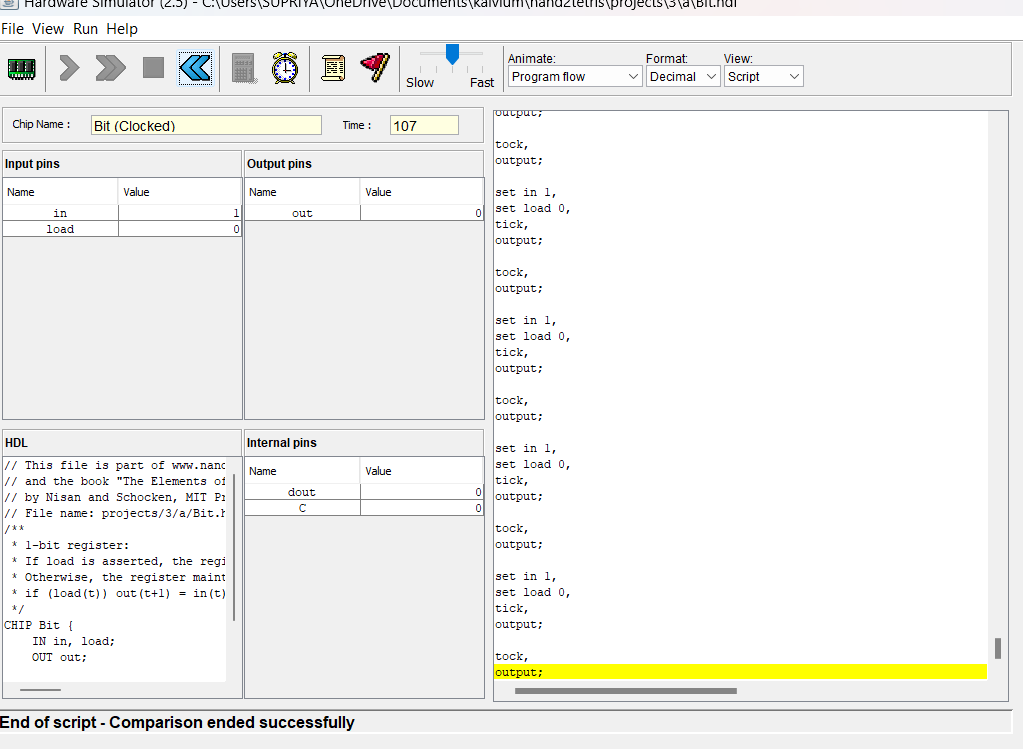 Hardware Simulator (2.5) - C:\Users\SUPRIYA\OneDrive\Documents\kalvium\nand2tetris\projects\3\a\Bit.hdl
File View Run Help
Animate: Format: View:
Slow Fast Program flow Decimal Script
Chip Name : Bit (Clocked) Time : 107
Input pins
Name Value
in 1
load 0
Output pins
Name Value
out 0
HDL
// This file is part of www.nand
// and the book "The Elements of
// by Nisan and Schocken, MIT Pr
// File name: projects/3/a/Bit.h
/**
* 1-bit register:
* If load is asserted, the regi
* Otherwise, the register maint
* if (load(t)) out(t+1) = in(t)
*/
CHIP Bit {
IN in, load;
OUT out;
Internal pins
Name Value
dout 0
C 0
output;
tock,
output;
set in 1,
set load 0,
tick,
output;
tock,
output;
set in 1,
set load 0,
tick,
output;
tock,
output;
set in 1,
set load 0,
tick,
output;
tock,
output;
set in 1,
set load 0,
tick,
output;
tock,
output;
End of script - Comparison ended successfully